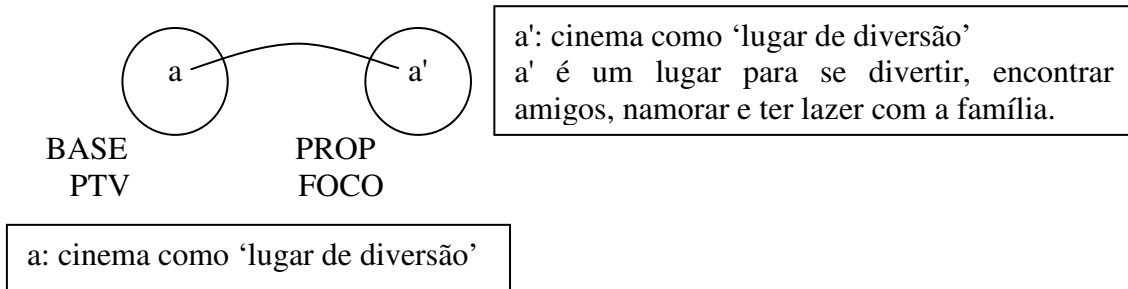 a': cinema como ‘lugar de diversão’
a' é um lugar para se divertir, encontrar
amigos, namorar e ter lazer com a família.
a a'
BASE PROP
PTV FOCO
a: cinema como ‘lugar de diversão’